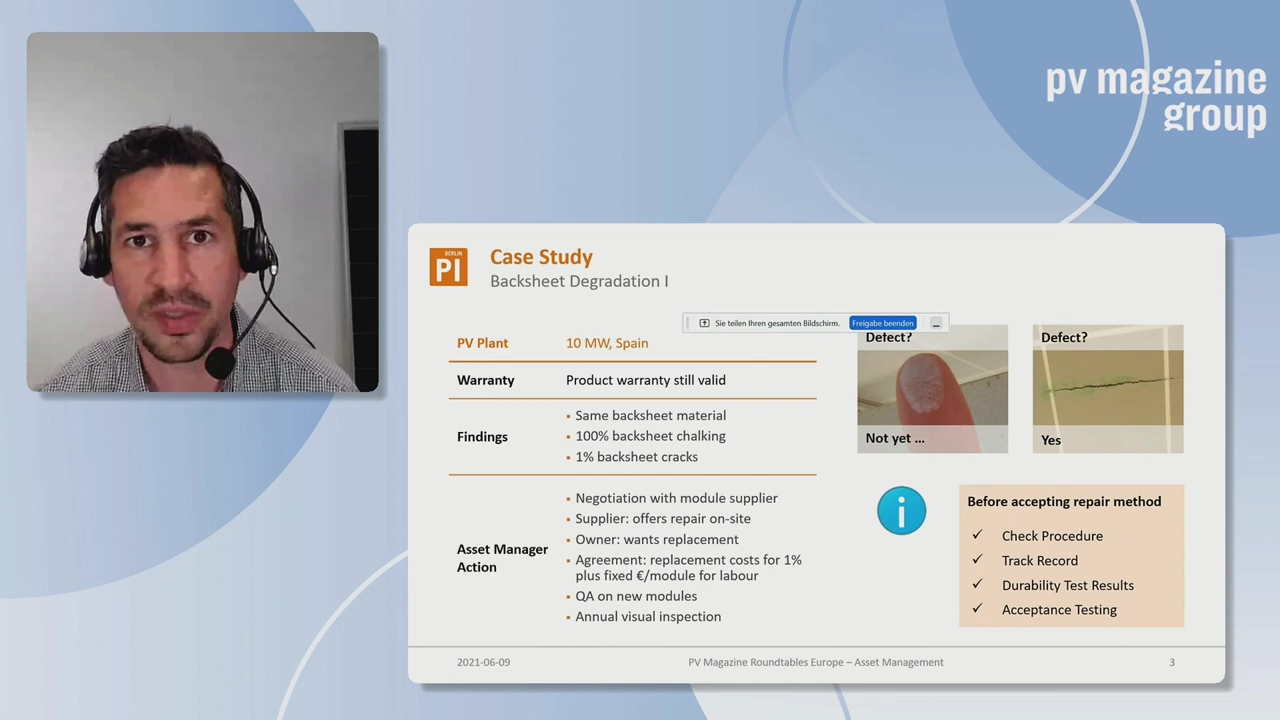 pv magazine
group
BERLIN
PI
Case Study
Backsheet Degradation I
Sie teilen Ihren gesamten Bildschirm.
Freigabe beenden
PV Plant
10 MW, Spain
Warranty
Product warranty still valid
Findings
▪ Same backsheet material
▪ 100% backsheet chalking
▪ 1% backsheet cracks
Asset Manager
Action
▪ Negotiation with module supplier
▪ Supplier: offers repair on-site
▪ Owner: wants replacement
▪ Agreement: replacement costs for 1%
plus fixed €/module for labour
▪ QA on new modules
▪ Annual visual inspection
Defect?
Not yet ...
Defect?
Yes
i
Before accepting repair method
✓ Check Procedure
✓ Track Record
✓ Durability Test Results
✓ Acceptance Testing
2021-06-09
PV Magazine Roundtables Europe – Asset Management
3